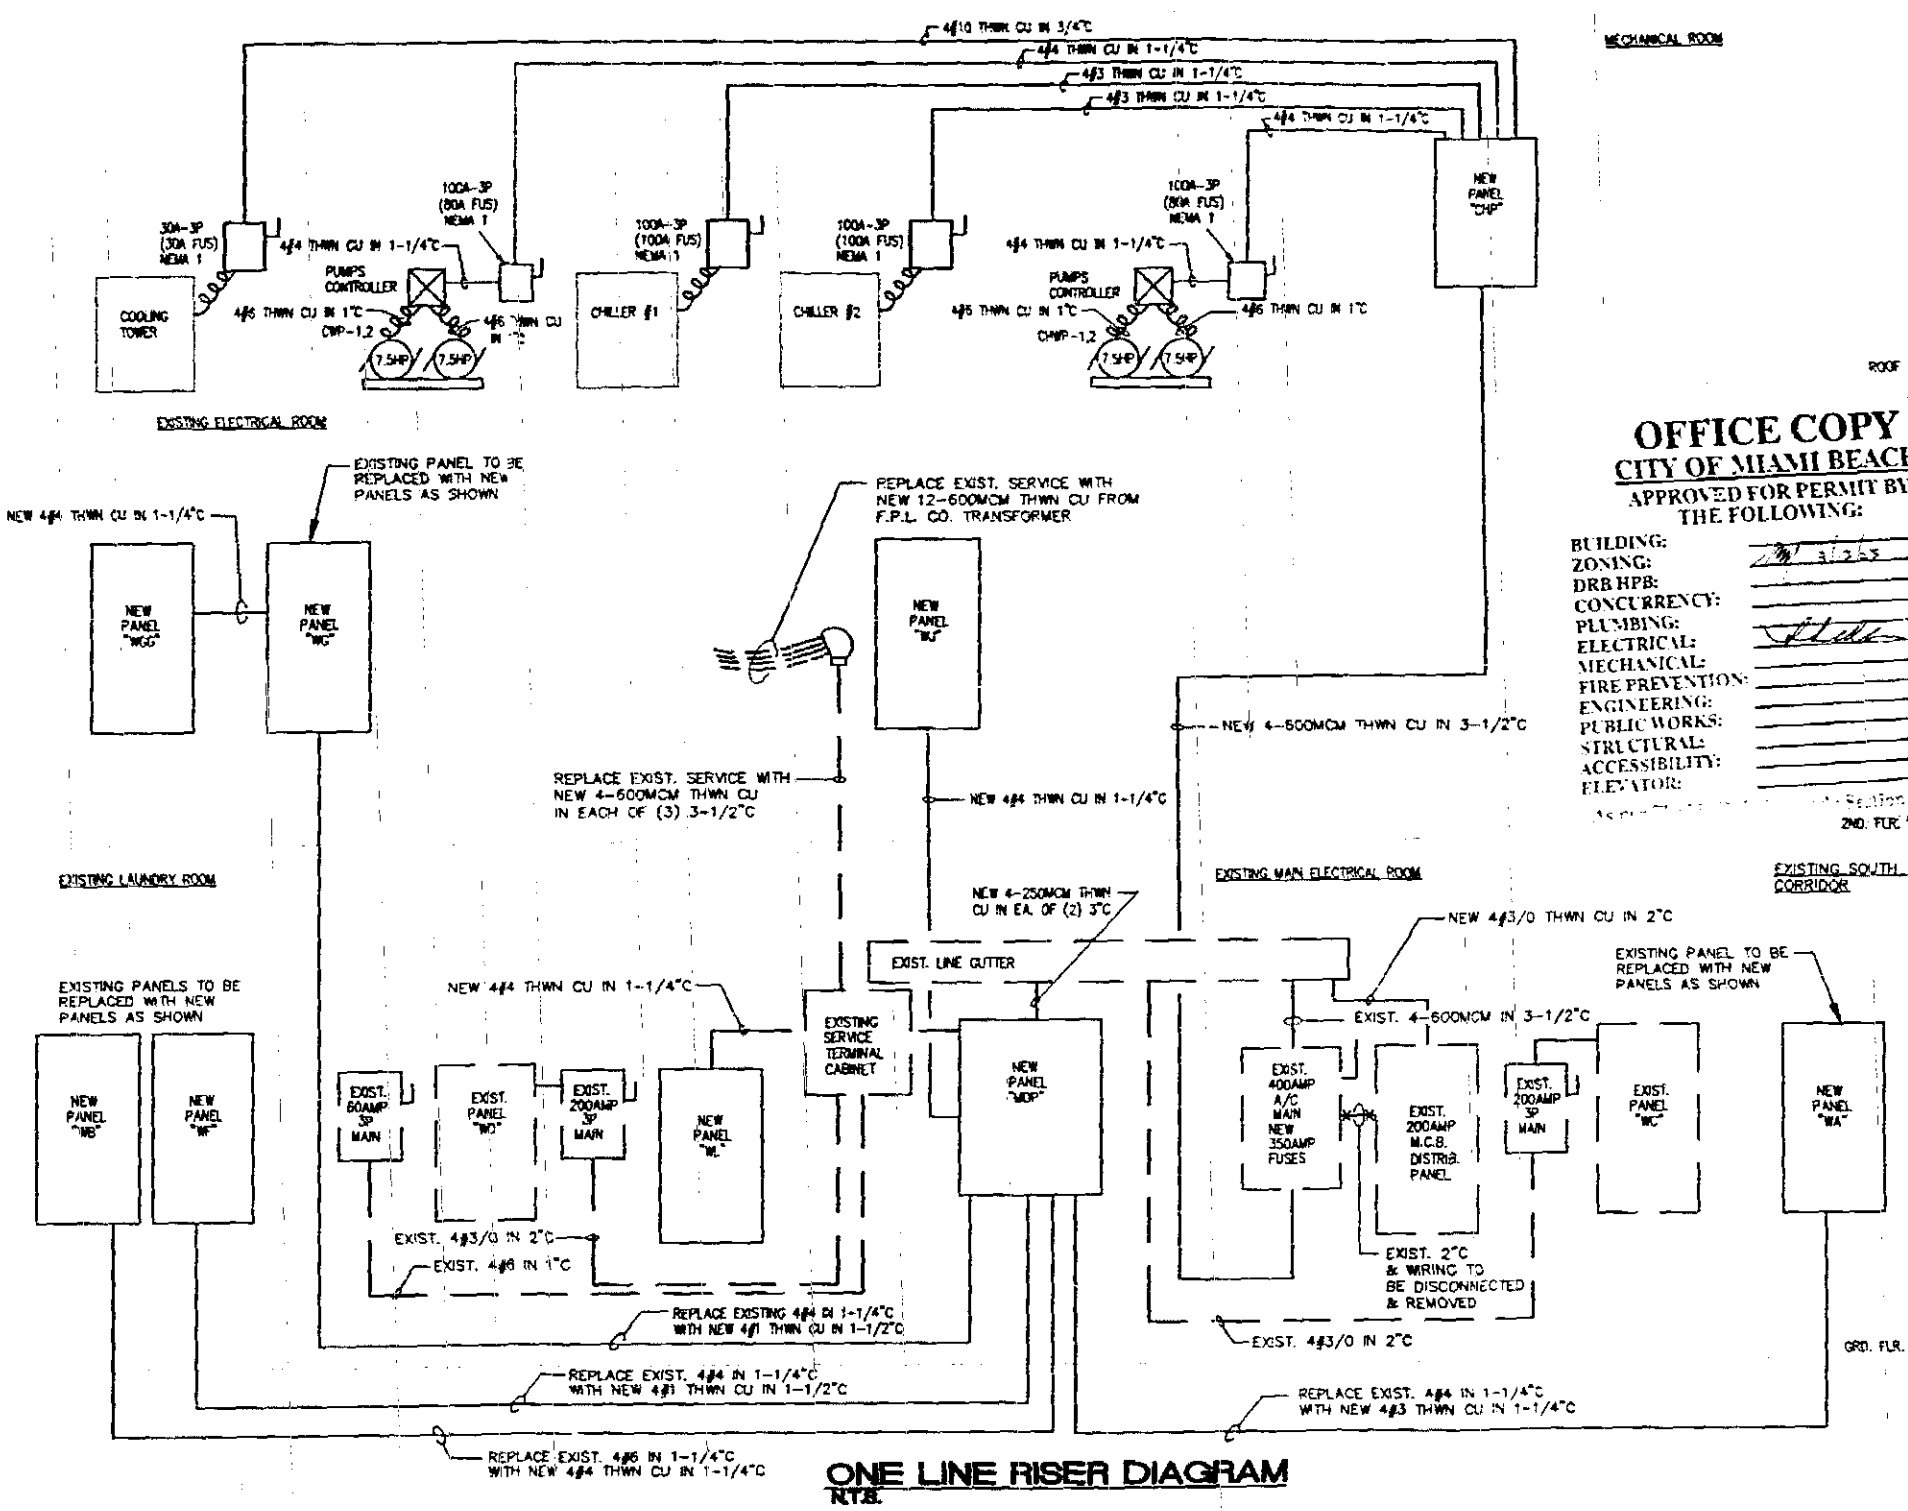 4#10 THWN CU IN 3/4"C
4#4 THWN CU IN 1-1/4"C
4#3 THWN CU IN 1-1/4"C
4#3 THWN CU IN 1-1/4"C
4#4 THWN CU IN 1-1/4"C
MECHANICAL ROOM
NEW
PANEL
"CHP"
30A-3P
(30A FUS)
NEMA 1
4#4 THWN CU IN 1-1/4"C
100A-3P
(80A FUS)
NEMA 1
PUMPS
CONTROLLER
100A-3P
(100A FUS)
NEMA 1
100A-3P
(100A FUS)
NEMA 1
4#4 THWN CU IN 1-1/4"C
100A-3P
(80A FUS)
NEMA 1
PUMPS
CONTROLLER
COOLING
TOWER
4#6 THWN CU IN 1"C
CWP-1,2
4#6 THWN CU
IN
7.5HP
7.5HP
CHILLER #1
CHILLER #2
4#6 THWN CU IN 1"C
CHWP-1,2
4#6 THWN CU IN 1"C
7.5HP
7.5HP
ROOF
EXISTING ELECTRICAL ROOM
OFFICE COPY
CITY OF MIAMI BEACH
APPROVED FOR PERMIT BY
THE FOLLOWING:
BUILDING:
ZONING:
DRB HPB:
CONCURRENCY:
PLUMBING:
ELECTRICAL:
MECHANICAL:
FIRE PREVENTION:
ENGINEERING:
PUBLIC WORKS:
STRUCTURAL:
ACCESSIBILITY:
ELEVATOR:
Section
2ND. FLR.
EXISTING PANEL TO BE
REPLACED WITH NEW
PANELS AS SHOWN
NEW 4#4 THWN CU IN 1-1/4"C
NEW
PANEL
"WGG"
NEW
PANEL
"WG"
REPLACE EXIST. SERVICE WITH
NEW 12-600MCM THWN CU FROM
F.P.L. CO. TRANSFORMER
NEW
PANEL
"WJ"
NEW 4-600MCM THWN CU IN 3-1/2"C
REPLACE EXIST. SERVICE WITH
NEW 4-600MCM THWN CU
IN EACH OF (3) 3-1/2"C
NEW 4#4 THWN CU IN 1-1/4"C
EXISTING LAUNDRY ROOM
EXISTING MAIN ELECTRICAL ROOM
EXISTING SOUTH
CORRIDOR
NEW 4-250MCM THWN
CU IN EA. OF (2) 3"C
NEW 4#3/0 THWN CU IN 2"C
EXIST. LINE GUTTER
EXISTING PANEL TO BE
REPLACED WITH NEW
PANELS AS SHOWN
EXISTING PANELS TO BE
REPLACED WITH NEW
PANELS AS SHOWN
NEW 4#4 THWN CU IN 1-1/4"C
EXIST. 4-600MCM IN 3-1/2"C
NEW
PANEL
"WB"
NEW
PANEL
"WF"
EXIST.
60AMP
3P
MAIN
EXIST.
PANEL
"WD"
EXIST.
200AMP
3P
MAIN
NEW
PANEL
"WL"
EXISTING
SERVICE
TERMINAL
CABINET
NEW
PANEL
"MDP"
EXIST.
400AMP
A/C
MAIN
NEW
350AMP
FUSES
EXIST.
200AMP
M.C.B.
DISTRIB.
PANEL
EXIST.
200AMP
3P
MAIN
EXIST.
PANEL
"WC"
NEW
PANEL
"WA"
EXIST. 4#3/0 IN 2"C
EXIST. 4#6 IN 1"C
EXIST. 2"C
& WIRING TO
BE DISCONNECTED
& REMOVED
REPLACE EXISTING 4#4 IN 1-1/4"C
WITH NEW 4#1 THWN CU IN 1-1/2"C
EXIST. 4#3/0 IN 2"C
GRD. FLR.
REPLACE EXIST. 4#4 IN 1-1/4"C
WITH NEW 4#1 THWN CU IN 1-1/2"C
REPLACE EXIST. 4#4 IN 1-1/4"C
WITH NEW 4#3 THWN CU IN 1-1/4"C
REPLACE EXIST. 4#6 IN 1-1/4"C
WITH NEW 4#4 THWN CU IN 1-1/4"C
ONE LINE RISER DIAGRAM
N.T.S.